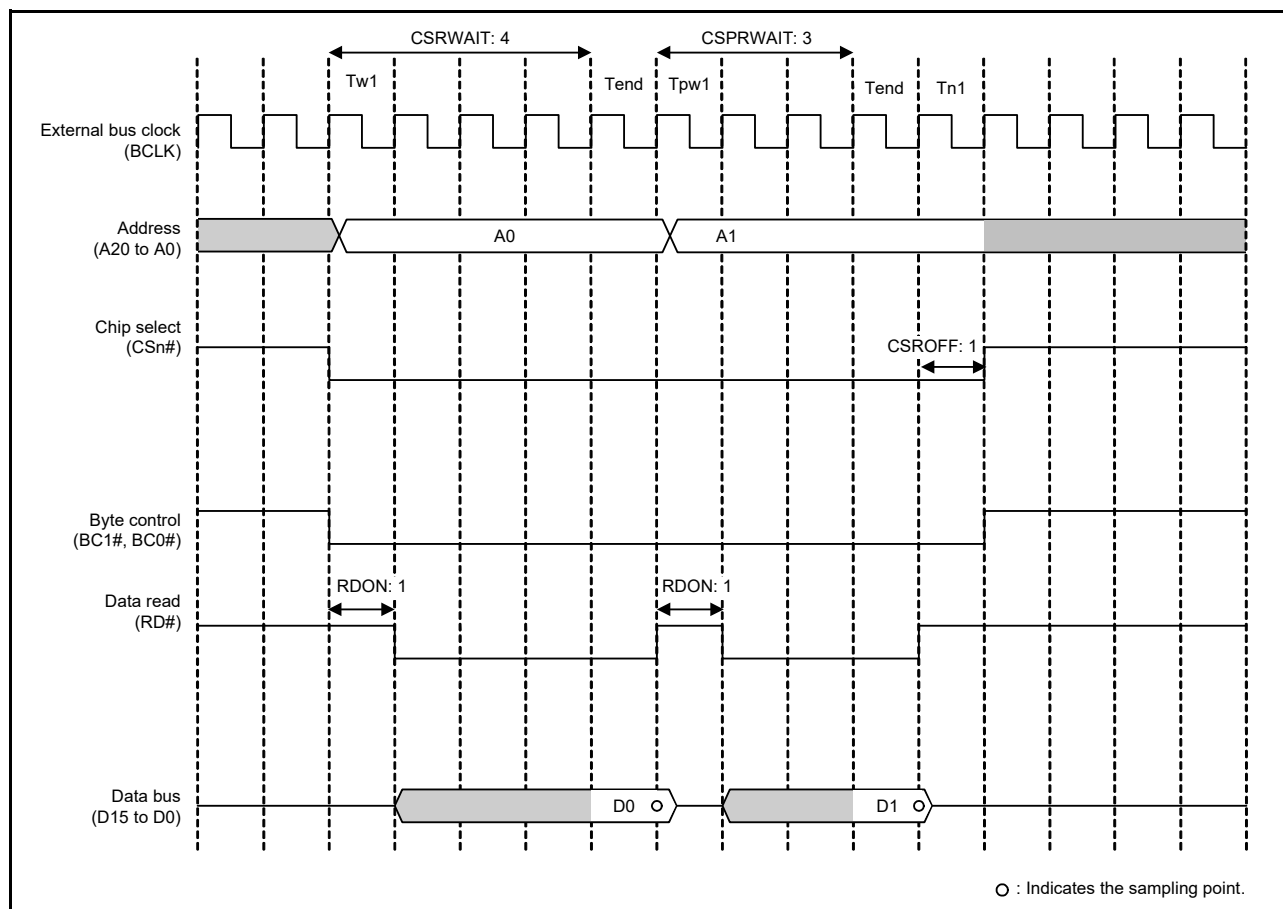 CSRWAIT: 4 CSPRWAIT: 3
Tw1 Tend Tpw1 Tend Tn1
External bus clock
(BCLK)
Address
(A20 to A0)
A0 A1
Chip select
(CSn#)
CSROFF: 1
Byte control
(BC1#, BC0#)
RDON: 1 RDON: 1
Data read
(RD#)
Data bus
(D15 to D0)
D0 D1
: Indicates the sampling point.